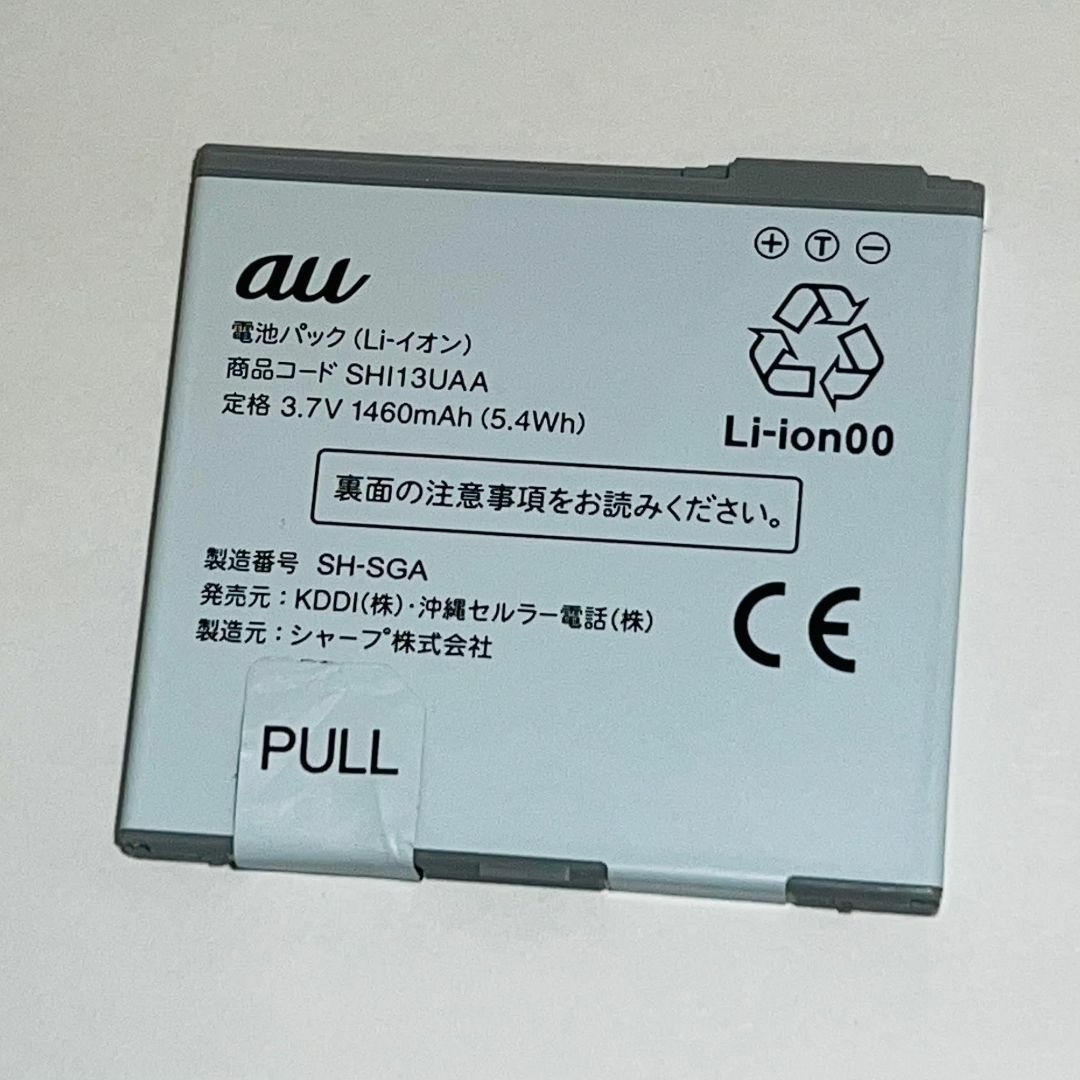 au
電池パック(Li-イオン)
商品コード SHI13UAA
定格 3.7V 1460mAh (5.4Wh)
+ T −
Li-ion00
裏面の注意事項をお読みください。
製造番号 SH-SGA
発売元:KDDI(株)・沖縄セルラー電話(株)
製造元:シャープ株式会社
CE
PULL